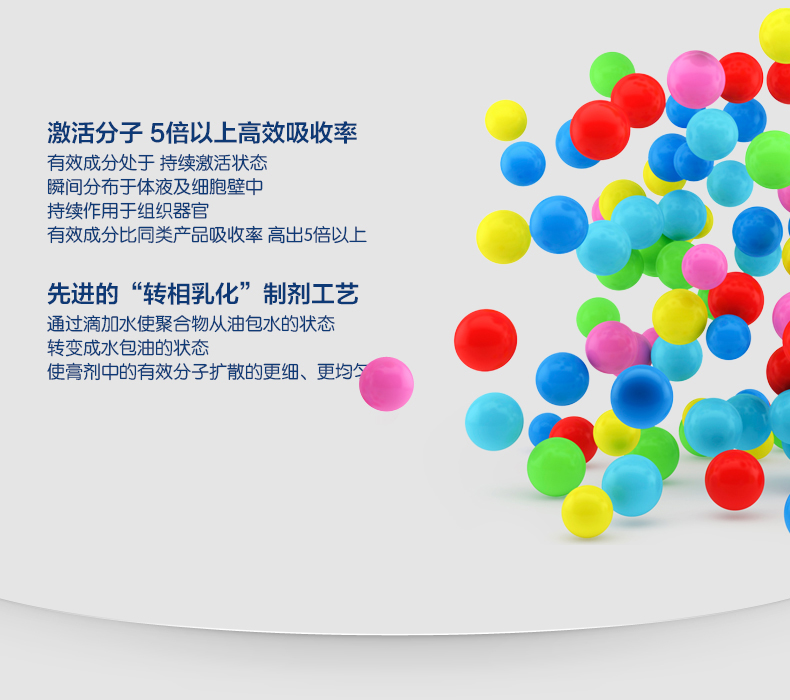 激活分子 5倍以上高效吸收率
有效成分处于 持续激活状态
瞬间分布于体液及细胞壁中
持续作用于组织器官
有效成分比同类产品吸收率 高出5倍以上
先进的“转相乳化”制剂工艺
通过滴加水使聚合物从油包水的状态
转变成水包油的状态
使膏剂中的有效分子扩散的更细、更均匀